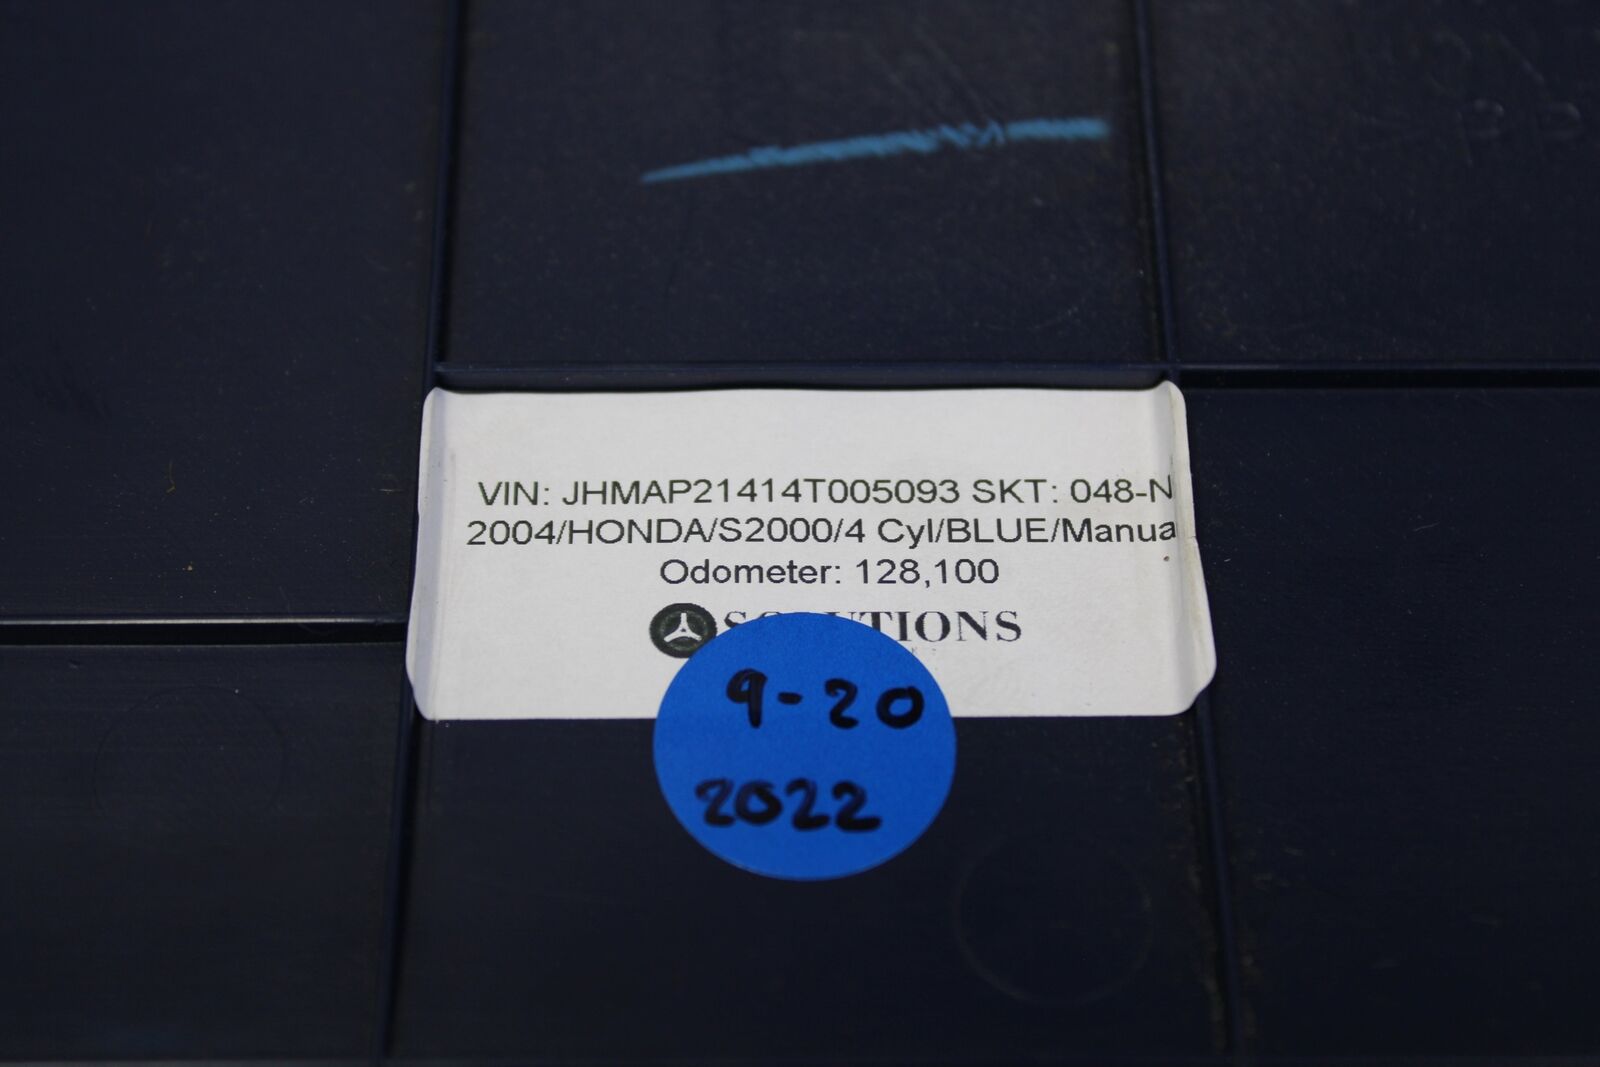 VIN: JHMAP21414T005093 SKT: 048-N
2004/HONDA/S2000/4 Cyl/BLUE/Manua
Odometer: 128,100
9-20
2022